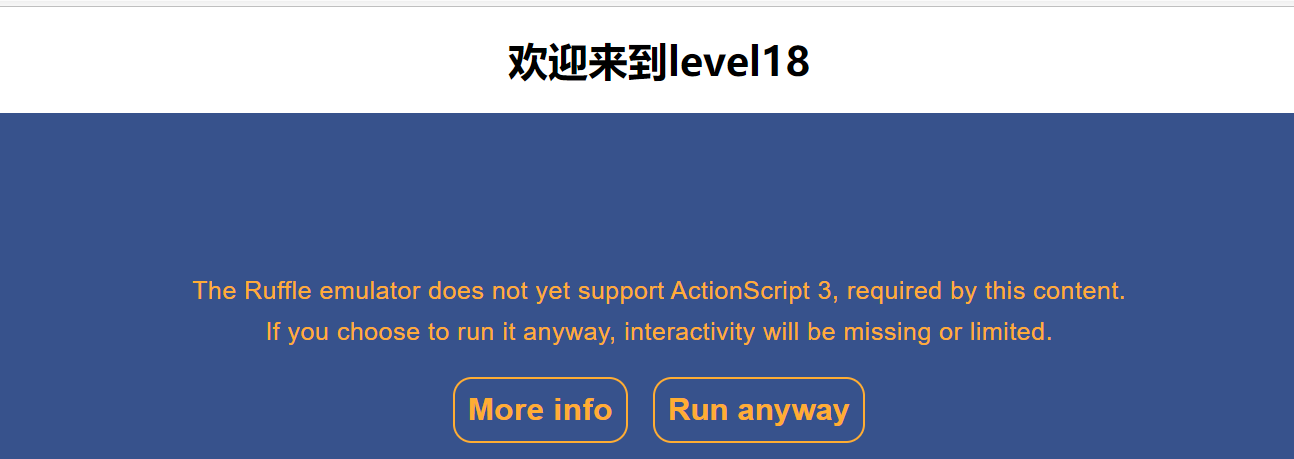 欢迎来到level18
The Ruffle emulator does not yet support ActionScript 3, required by this content.
If you choose to run it anyway, interactivity will be missing or limited.
More info
Run anyway